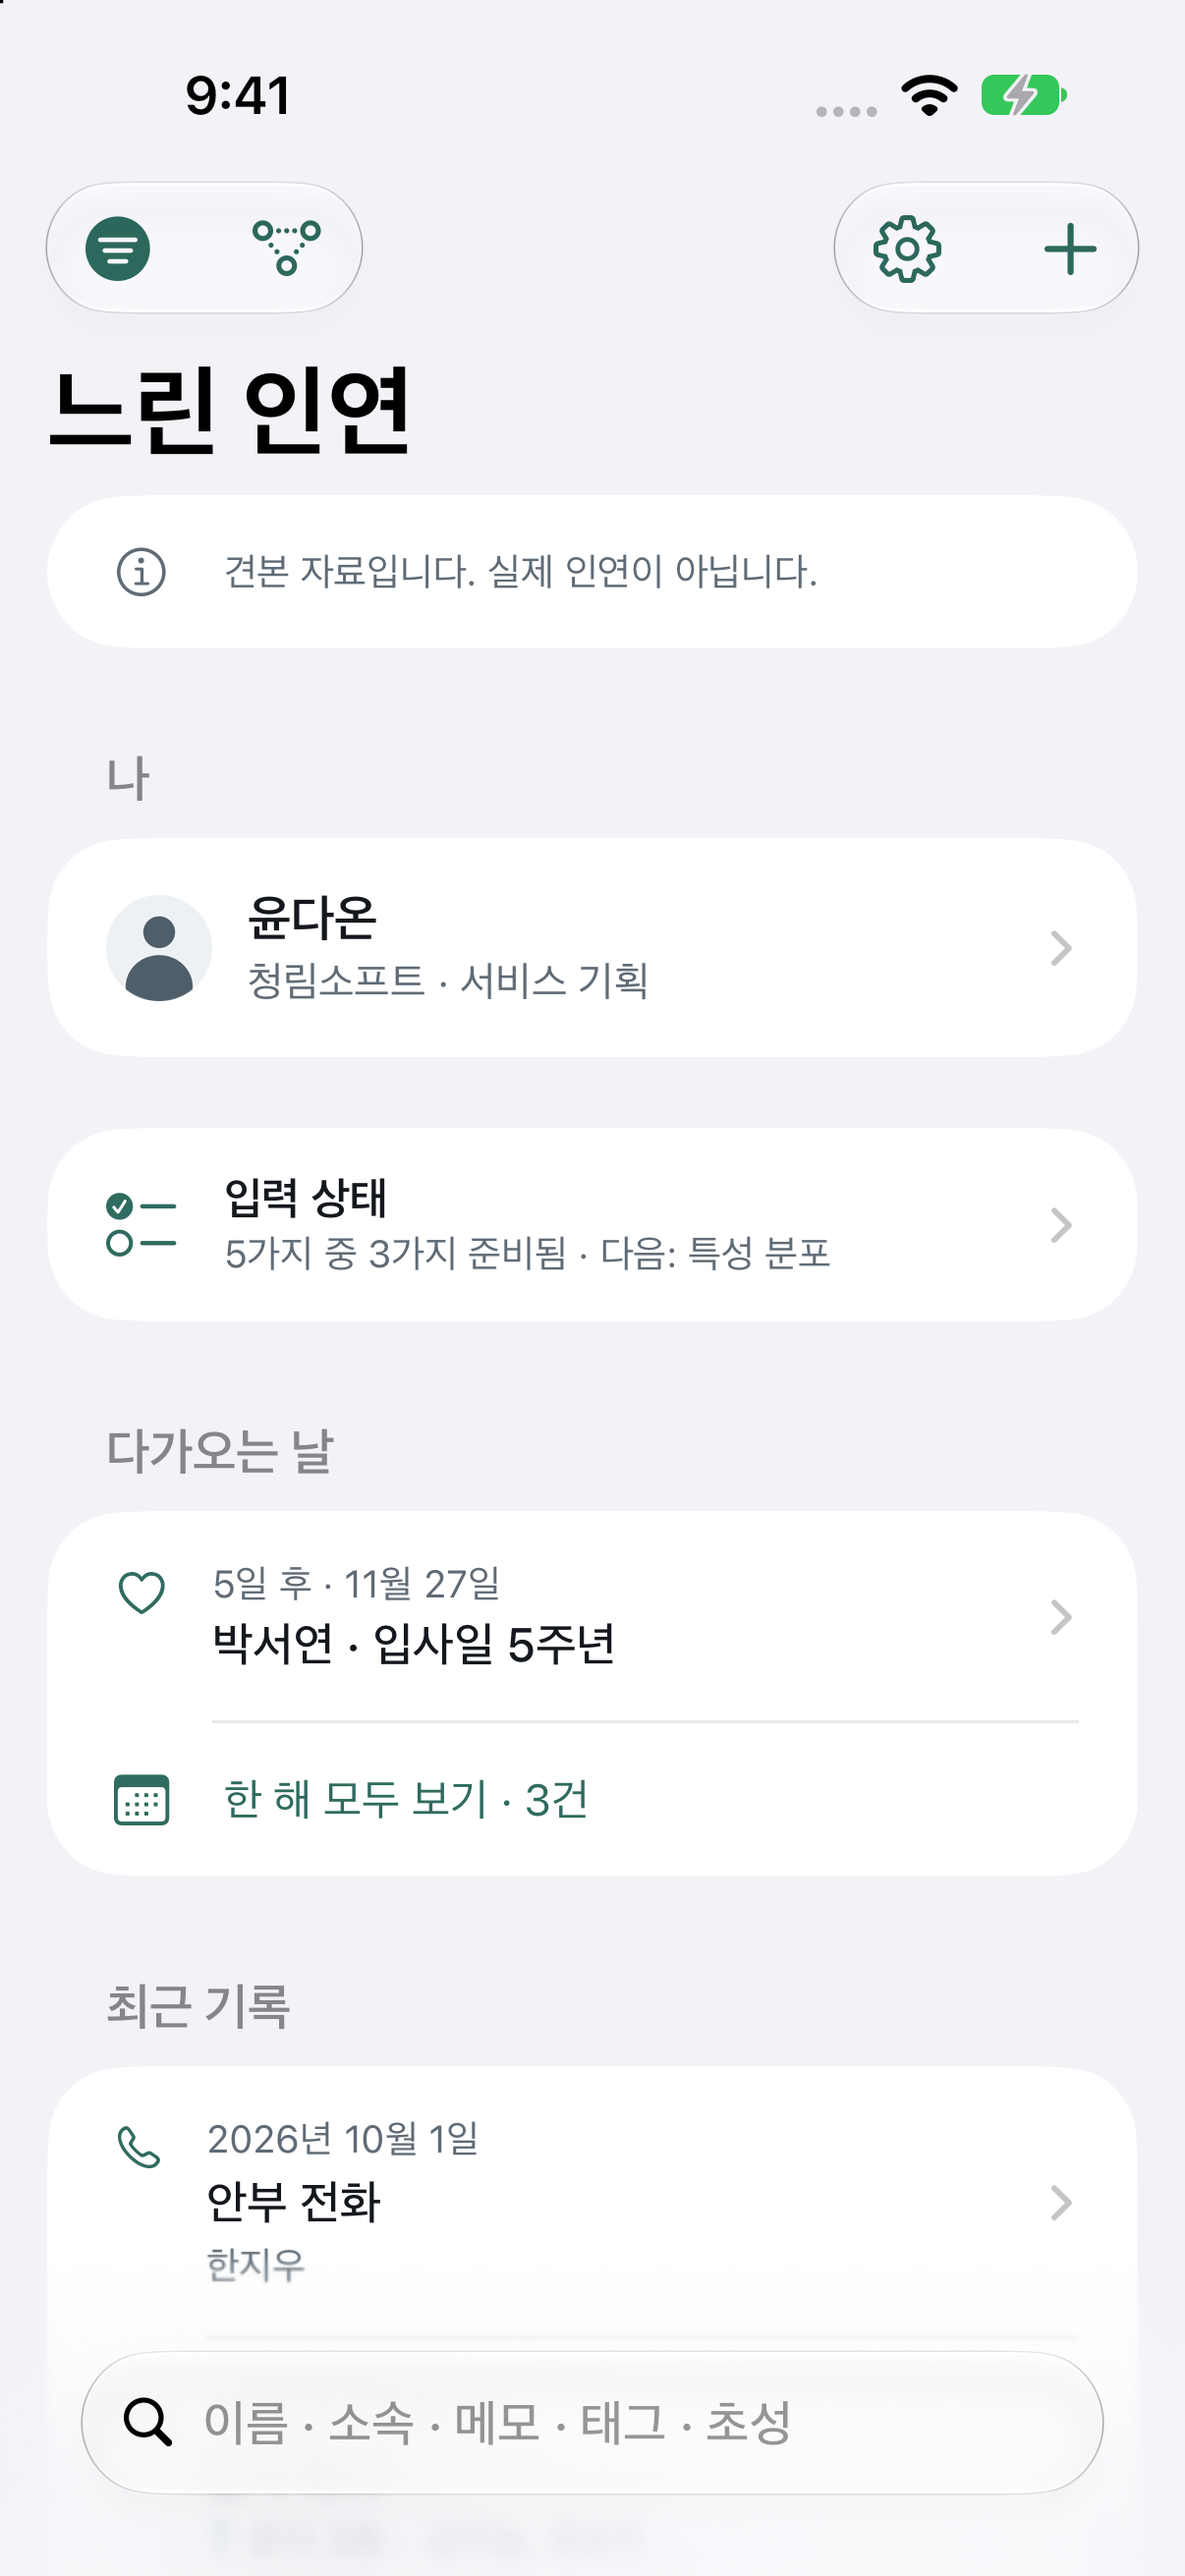 9:41
느린 인연
견본 자료입니다. 실제 인연이 아닙니다.
나
윤다온
청림소프트 · 서비스 기획
입력 상태
5가지 중 3가지 준비됨 · 다음: 특성 분포
다가오는 날
5일 후 · 11월 27일
박서연 · 입사일 5주년
한 해 모두 보기 · 3건
최근 기록
2026년 10월 1일
안부 전화
한지우
이름 · 소속 · 메모 · 태그 · 초성